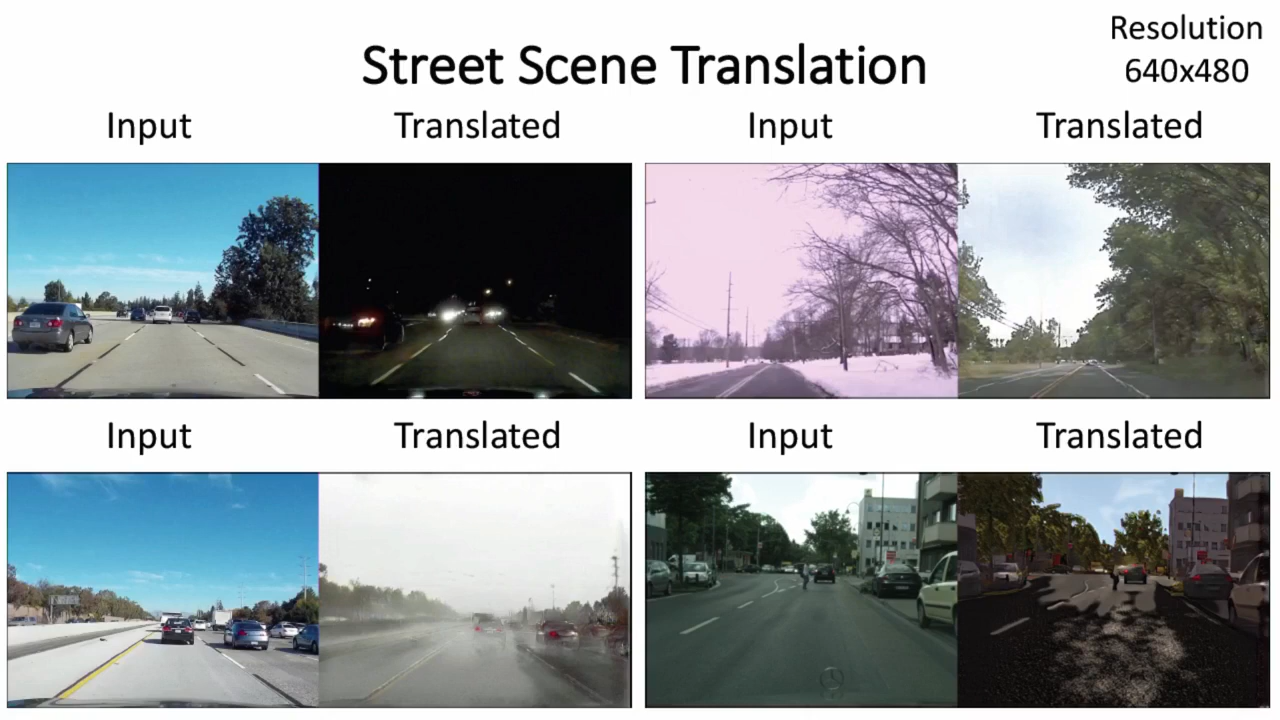 Resolution
640x480
Street Scene Translation
Input
Translated
Input
Translated
Input
Translated
Input
Translated